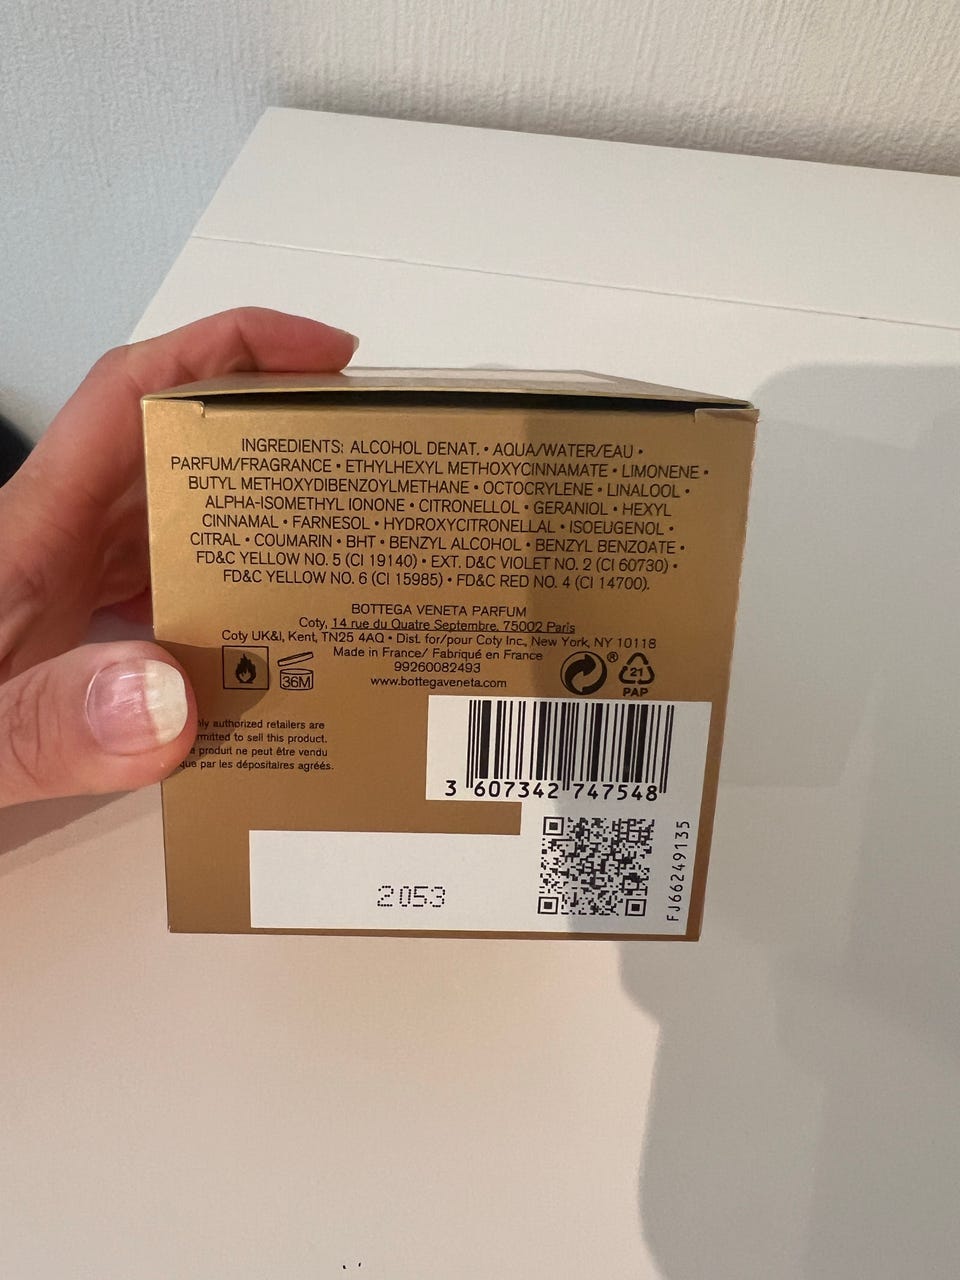 INGREDIENTS: ALCOHOL DENAT. • AQUA/WATER/EAU •
PARFUM/FRAGRANCE • ETHYLHEXYL METHOXYCINNAMATE • LIMONENE •
BUTYL METHOXYDIBENZOYLMETHANE • OCTOCRYLENE • LINALOOL •
ALPHA-ISOMETHYL IONONE • CITRONELLOL • GERANIOL • HEXYL
CINNAMAL • FARNESOL • HYDROXYCITRONELLAL • ISOEUGENOL •
CITRAL • COUMARIN • BHT • BENZYL ALCOHOL • BENZYL BENZOATE •
FD&C YELLOW NO. 5 (CI 19140) • EXT. D&C VIOLET NO. 2 (CI 60730) •
FD&C YELLOW NO. 6 (CI 15985) • FD&C RED NO. 4 (CI 14700).
BOTTEGA VENETA PARFUM
Coty, 14 rue du Quatre Septembre, 75002 Paris
Coty UK&I, Kent, TN25 4AQ • Dist. for/pour Coty Inc., New York, NY 10118
Made in France/ Fabriqué en France
99260082493
www.bottegaveneta.com
36M
®
21
PAP
authorized retailers are
to sell this product.
produit ne peut être vendu
que par les dépositaires agréés.
3 607342 747548
2053
FJ66249135